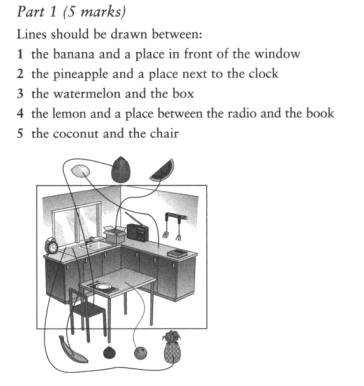 Part 1 (5 marks)
Lines should be drawn between:
1 the banana and a place in front of the window
2 the pineapple and a place next to the clock
3 the watermelon and the box
4 the lemon and a place between the radio and the book
5 the coconut and the chair